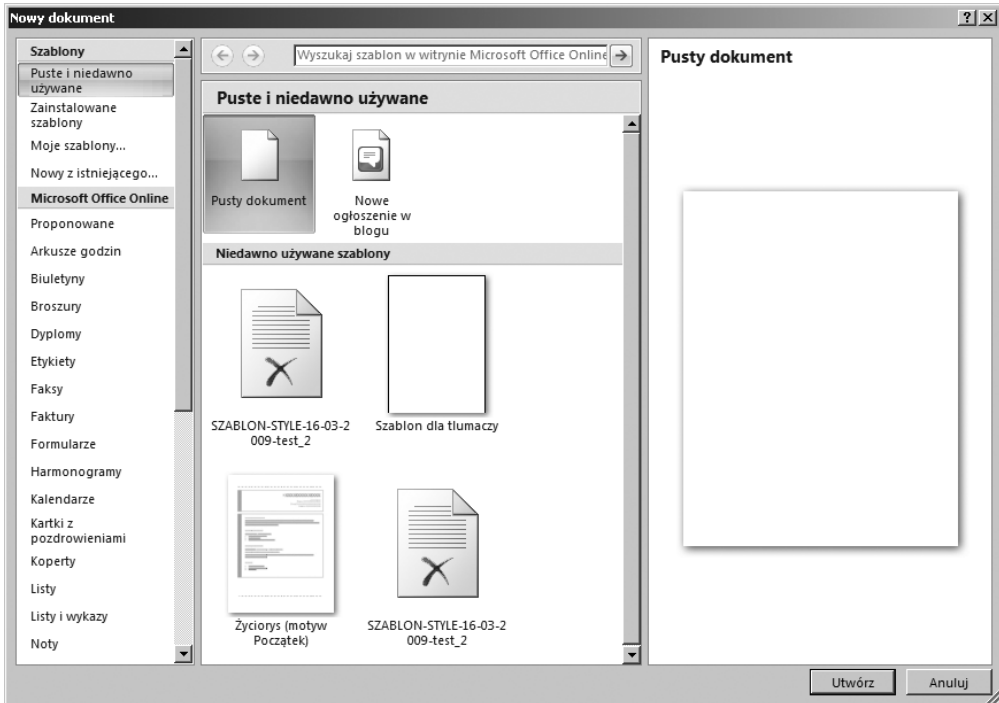 Nowy dokument
Szablony
Puste i niedawno
używane
Zainstalowane
szablony
Moje szablony...
Nowy z istniejącego...
Microsoft Office Online
Proponowane
Arkusze godzin
Biuletyny
Broszury
Dyplomy
Etykiety
Faksy
Faktury
Formularze
Harmonogramy
Kalendarze
Kartki z
pozdrowieniami
Koperty
Listy
Listy i wykazy
Noty
Wyszukaj szablon w witrynie Microsoft Office Online
Puste i niedawno używane
Pusty dokument
Nowe
ogłoszenie w
blogu
Niedawno używane szablony
SZABLON-STYLE-16-03-2
009-test_2
Szablon dla tlumaczy
Życiorys (motyw
Początek)
SZABLON-STYLE-16-03-2
009-test_2
Pusty dokument
Utwórz
Anuluj